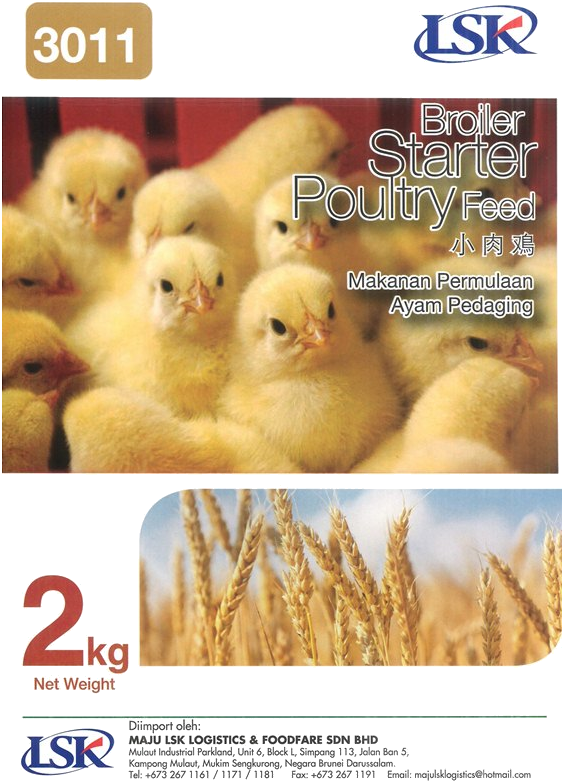 3011
LSK
Broiler
Starter
Poultry Feed
小肉鸡
Makanan Permulaan
Ayam Pedaging
2kg
Net Weight
LSK
Diimport oleh:
MAJU LSK LOGISTICS & FOODFARE SDN BHD
Mulaut Industrial Parkland, Unit 6, Block L, Simpang 113, Jalan Ban 5,
Kampong Mulaut, Mukim Sengkurong, Negara Brunei Darussalam.
Tel: +673 267 1161 / 1171 / 1181 Fax: +673 267 1191 Email: majulsklogistics@hotmail.com